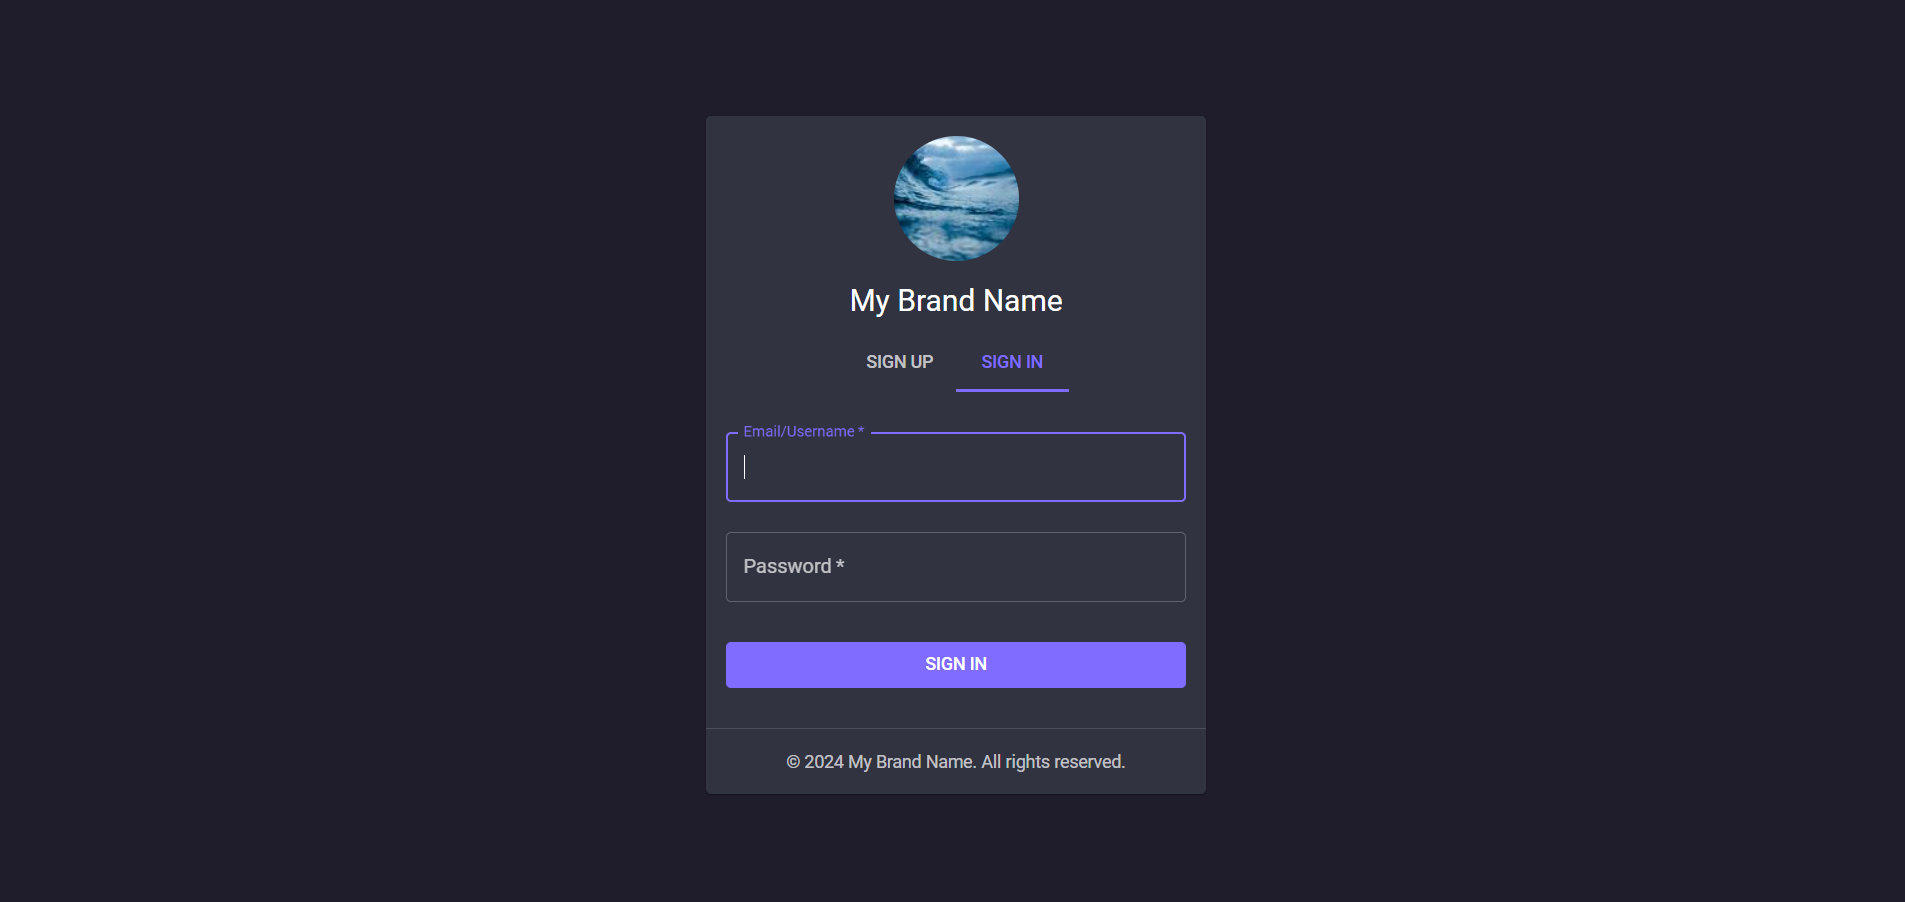 My Brand Name
SIGN UP SIGN IN
Email/Username *
Password *
SIGN IN
© 2024 My Brand Name. All rights reserved.